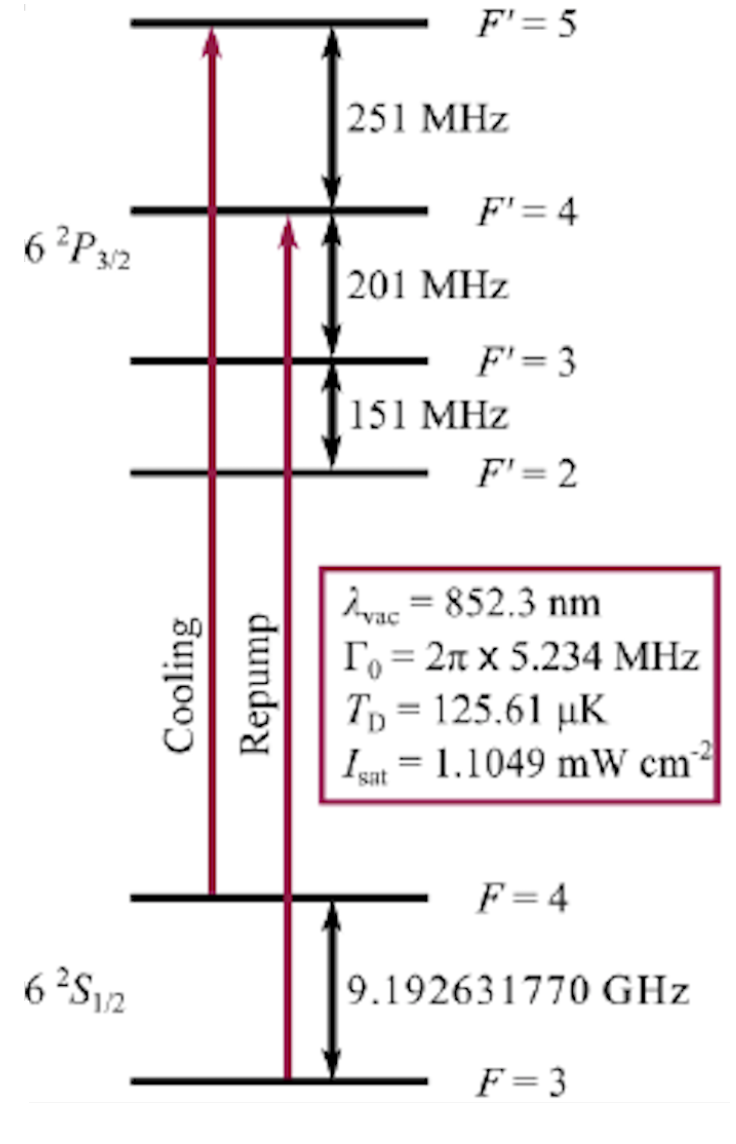 F' = 5
251 MHz
F' = 4
6 ²P₃/₂
201 MHz
F' = 3
151 MHz
F' = 2
Cooling
Repump
λᵥₐc = 852.3 nm
Γ₀ = 2π x 5.234 MHz
T_D = 125.61 μK
I_sat = 1.1049 mW cm⁻²
F = 4
6 ²S₁/₂
9.192631770 GHz
F = 3